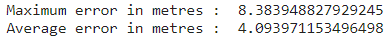 Maximum error in metres :  8.383948827929245
Average error in metres :  4.093971153496498